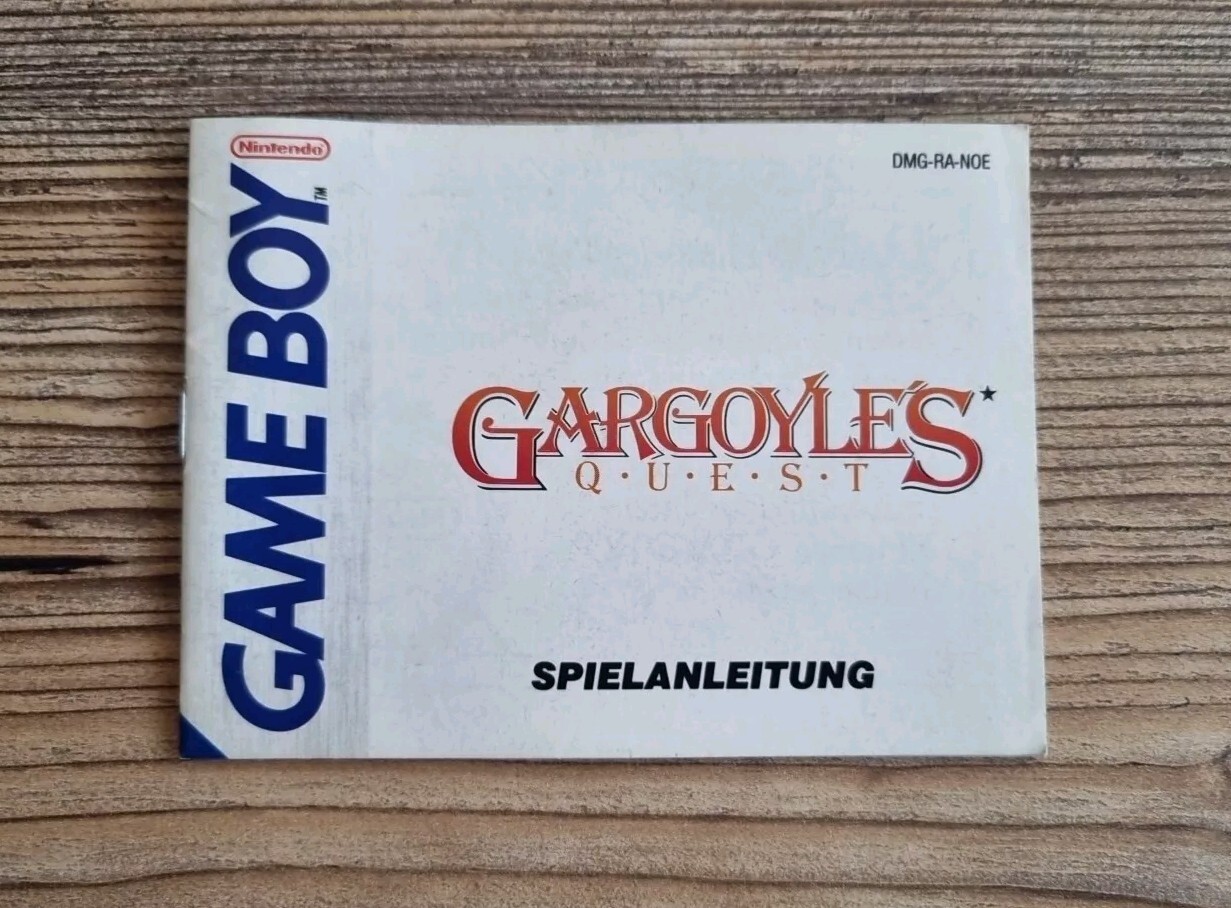 Nintendo
GAME BOY™
DMG-RA-NOE
GARGOYLE'S★
Q·U·E·S·T
SPIELANLEITUNG